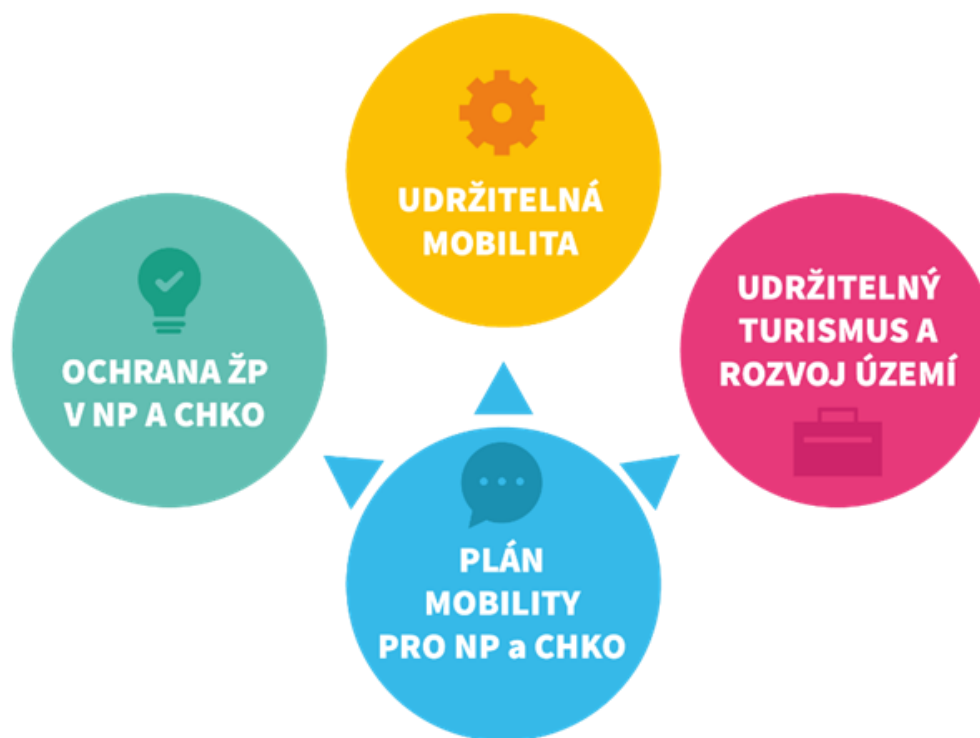 UDRŽITELNÁ
MOBILITA
OCHRANA ŽP
V NP A CHKO
UDRŽITELNÝ
TURISMUS A
ROZVOJ ÚZEMÍ
PLÁN
MOBILITY
PRO NP a CHKO